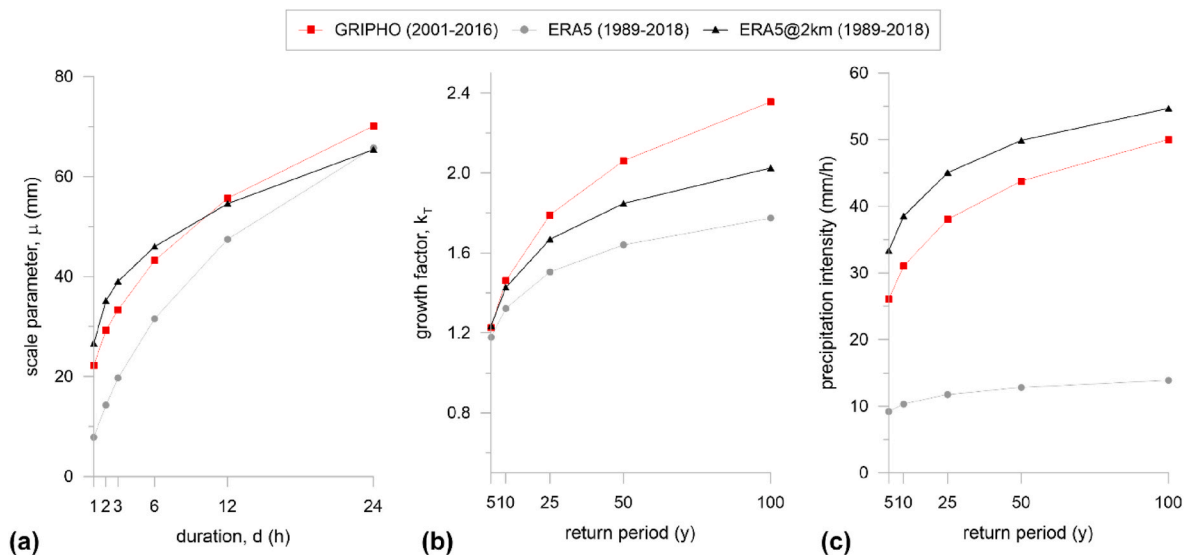 GRIPHO (2001-2016) ERA5 (1989-2018) ERA5@2km (1989-2018)
80
60
40
20
0
scale parameter, μ (mm)
1 2 3 6 12 24
duration, d (h)
(a)
2.4
2.0
1.6
1.2
0.8
growth factor, k_T
5 10 25 50 100
return period (y)
(b)
60
50
40
30
20
10
0
precipitation intensity (mm/h)
5 10 25 50 100
return period (y)
(c)